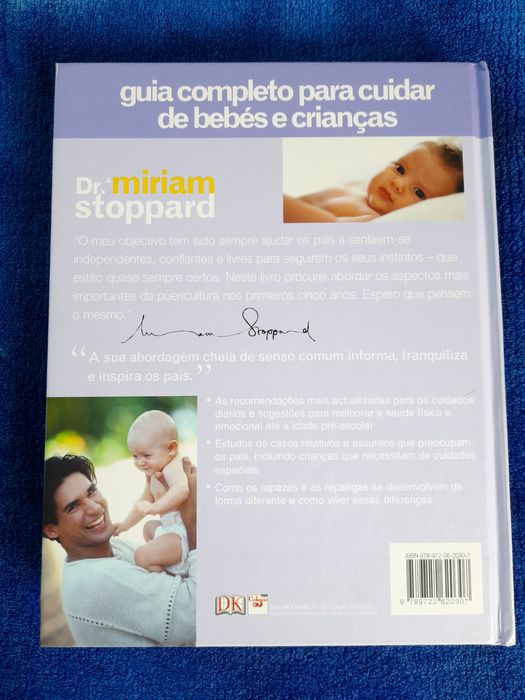 guia completo para cuidar
de bebés e crianças
Dr.ª miriam
stoppard
"O meu objectivo tem sido sempre ajudar os pais a sentirem-se
independentes, confiantes e livres para seguirem os seus instintos – que
estão quase sempre certos. Neste livro procurei abordar os aspectos mais
importantes da puericultura nos primeiros cinco anos. Espero que pensem
o mesmo."
Miriam Stoppard
“A sua abordagem cheia de senso comum informa, tranquiliza
e inspira os pais.”
• As recomendações mais actualizadas para os cuidados
diários e sugestões para melhorar a saúde física e
emocional até à idade pré-escolar
• Estudos de casos relativos a assuntos que preocupam
os pais, incluindo crianças que necessitam de cuidados
especiais
• Como os rapazes e as raparigas se desenvolvem de
forma diferente e como viver essas diferenças
ISBN 978-972-26-2030-7
9 789722 620307
DK